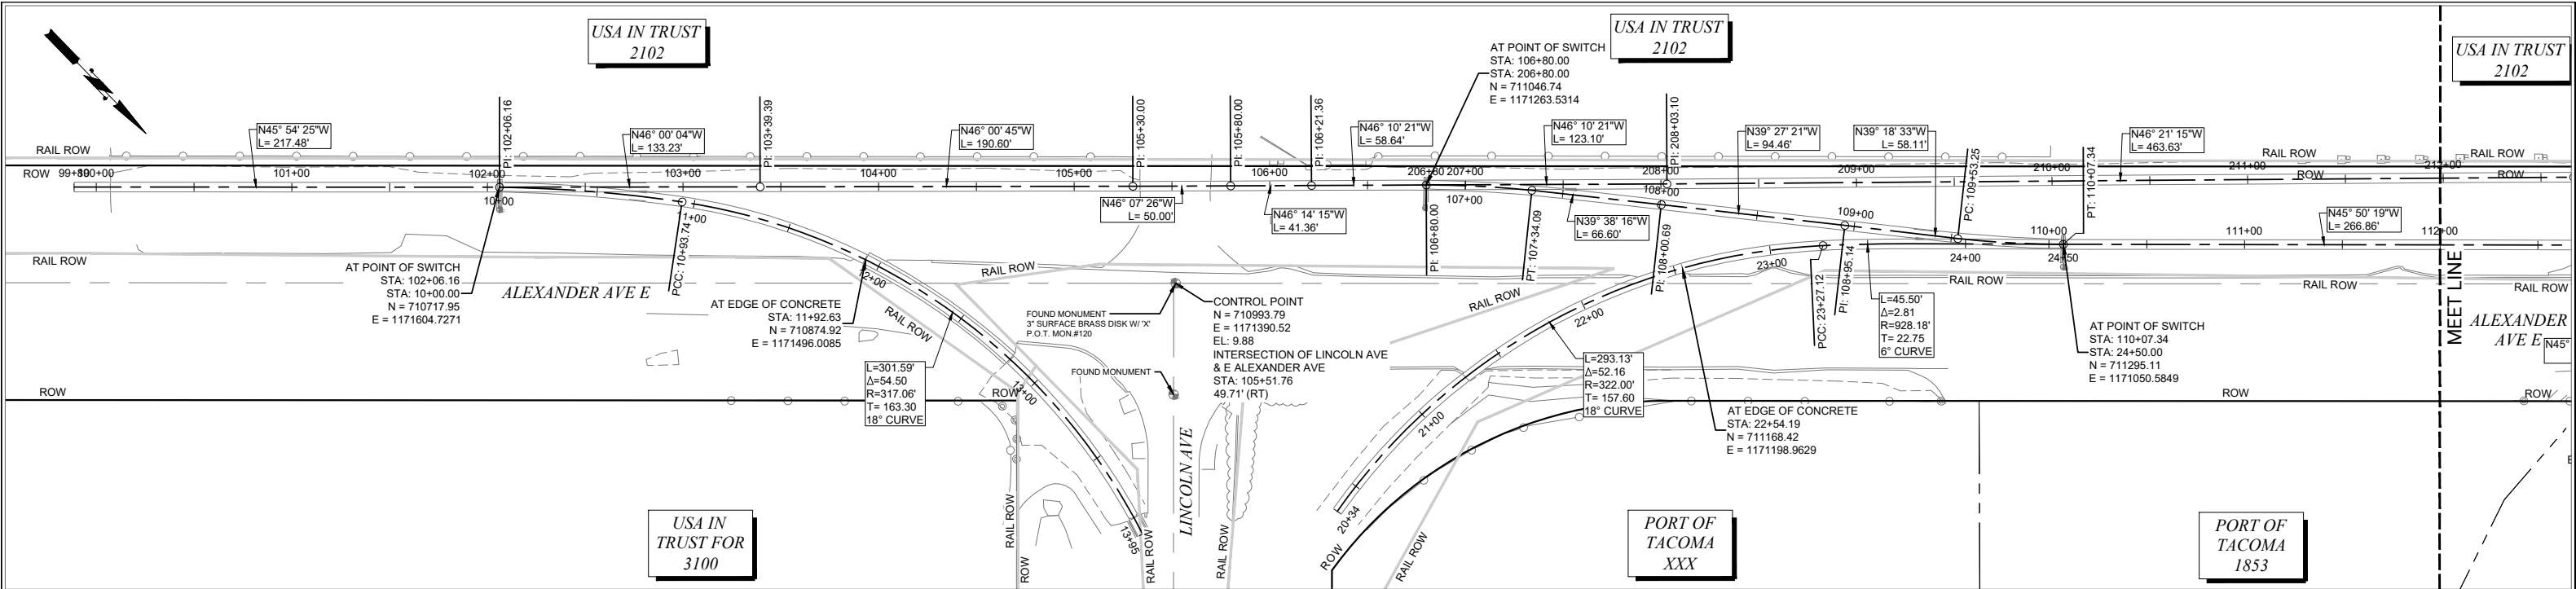 USA IN TRUST
2102
USA IN TRUST
2102
USA IN TRUST
2102
AT POINT OF SWITCH
STA: 106+80.00
STA: 206+80.00
N = 711046.74
E = 1171263.5314
PI: 102+06.16
PI: 103+39.39
PI: 105+30.00
PI: 105+80.00
PI: 106+21.36
PI: 208+03.10
N45° 54' 25"W
L= 217.48'
N46° 00' 04"W
L= 133.23'
N46° 00' 45"W
L= 190.60'
N46° 10' 21"W
L= 58.64'
N46° 10' 21"W
L= 123.10'
N39° 27' 21"W
L= 94.46'
N39° 18' 33"W
L= 58.11'
N46° 21' 15"W
L= 463.63'
RAIL ROW
RAIL ROW
RAIL ROW
ROW
ROW
ROW
100+00
101+00
102+00
103+00
104+00
105+00
106+00
206+80
207+00
208+00
209+00
210+00
211+00
212+00
10+00
11+00
107+00
108+00
109+00
110+00
111+00
112+00
PC: 109+53.25
PT: 110+07.34
N46° 07' 26"W
L= 50.00'
N46° 14' 15"W
L= 41.36'
N39° 38' 16"W
L= 66.60'
N45° 50' 19"W
L= 266.86'
PCC: 10+93.74
PI: 106+80.00
PT: 107+34.09
PI: 108+00.69
PCC: 23+27.12
PI: 108+95.14
RAIL ROW
RAIL ROW
RAIL ROW
RAIL ROW
RAIL ROW
RAIL ROW
RAIL ROW
AT POINT OF SWITCH
STA: 102+06.16
STA: 10+00.00
N = 710717.95
E = 1171604.7271
ALEXANDER AVE E
AT EDGE OF CONCRETE
STA: 11+92.63
N = 710874.92
E = 1171496.0085
12+00
13+00
13+95
L=301.59'
Δ=54.50
R=317.06'
T= 163.30
18° CURVE
FOUND MONUMENT
3" SURFACE BRASS DISK W/ 'X'
P.O.T. MON.#120
FOUND MONUMENT
CONTROL POINT
N = 710993.79
E = 1171390.52
EL: 9.88
INTERSECTION OF LINCOLN AVE
& E ALEXANDER AVE
STA: 105+51.76
49.71' (RT)
20+34
21+00
22+00
23+00
24+00
24+50
L=293.13'
Δ=52.16
R=322.00'
T= 157.60
18° CURVE
L=45.50'
Δ=2.81
R=928.18'
T= 22.75
6° CURVE
AT EDGE OF CONCRETE
STA: 22+54.19
N = 711168.42
E = 1171198.9629
AT POINT OF SWITCH
STA: 110+07.34
STA: 24+50.00
N = 711295.11
E = 1171050.5849
MEET LINE
ALEXANDER
AVE E
N45°
ROW
ROW
ROW
ROW
LINCOLN AVE
RAIL ROW
ROW
RAIL ROW
RAIL ROW
ROW
RAIL ROW
USA IN
TRUST FOR
3100
PORT OF
TACOMA
XXX
PORT OF
TACOMA
1853